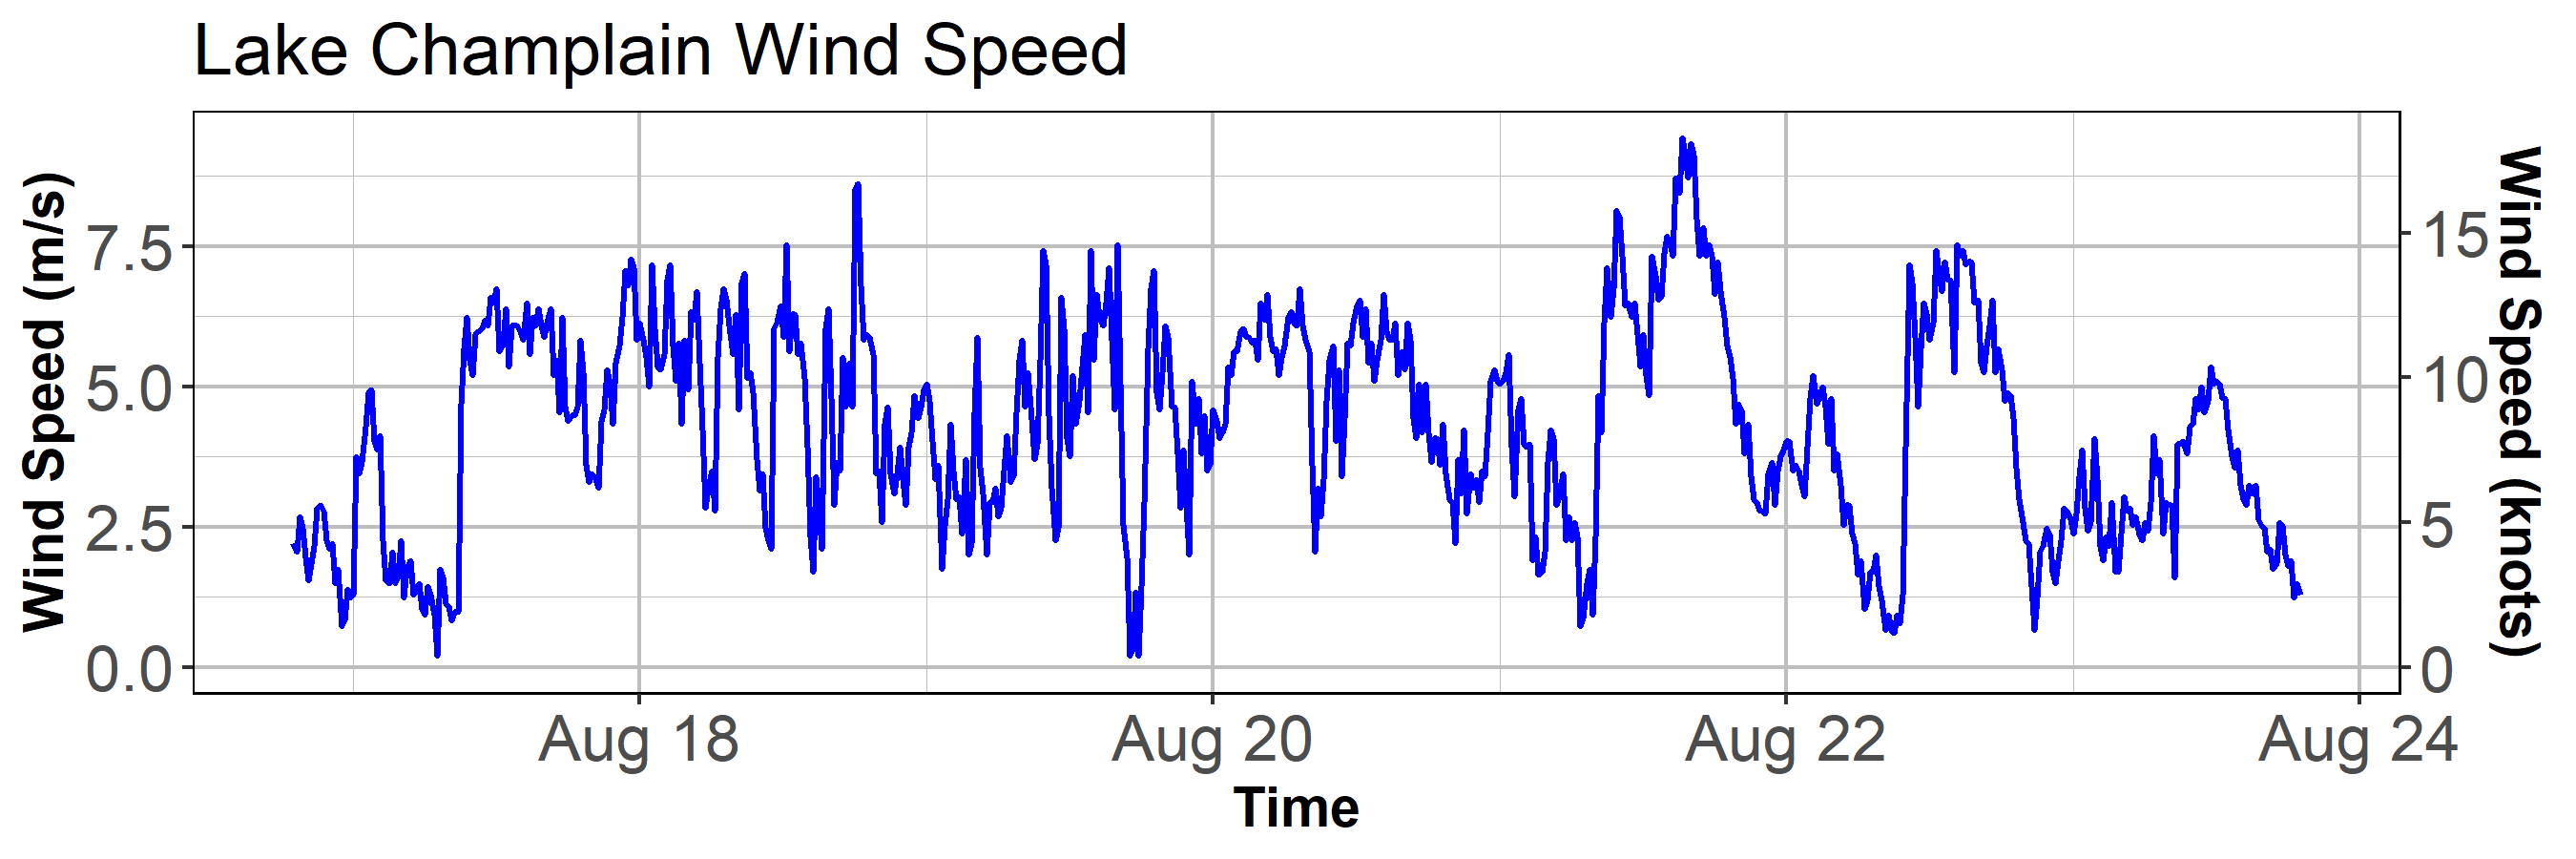 Lake Champlain Wind Speed
Wind Speed (m/s)
7.5
5.0
2.5
0.0
Wind Speed (knots)
15
10
5
0
Aug 18
Aug 20
Aug 22
Aug 24
Time